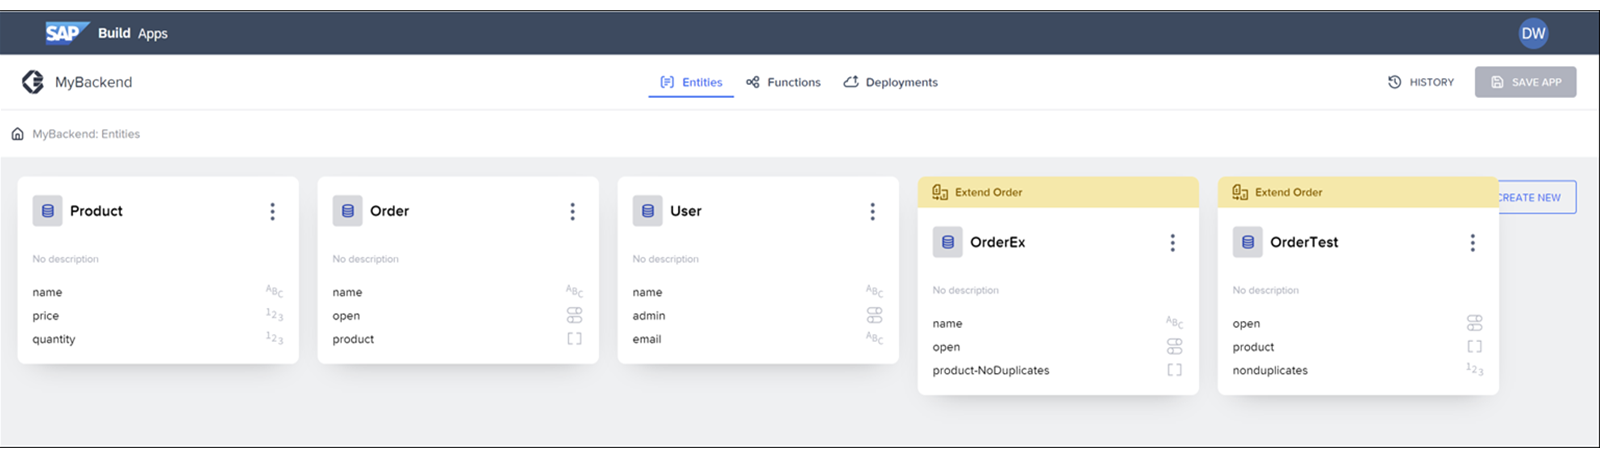 SAP Build Apps
DW
MyBackend
Entities
Functions
Deployments
HISTORY
SAVE APP
MyBackend: Entities
Product
No description
name ABC
price 123
quantity 123
Order
No description
name ABC
open
product
User
No description
name ABC
admin
email ABC
Extend Order
OrderEx
No description
name ABC
open
product-NoDuplicates
Extend Order
OrderTest
No description
open
product
nonduplicates 123
CREATE NEW